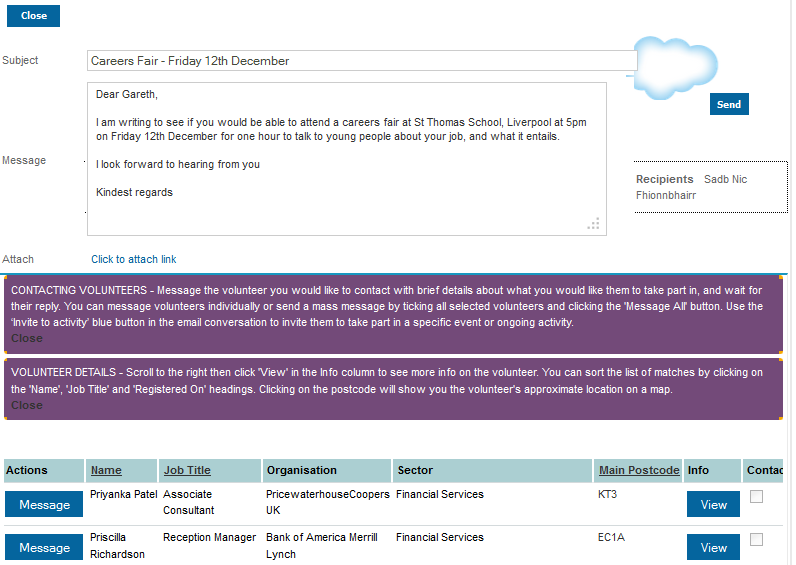 Close
Subject
Careers Fair - Friday 12th December
Send
Message
Dear Gareth,
I am writing to see if you would be able to attend a careers fair at St Thomas School, Liverpool at 5pm
on Friday 12th December for one hour to talk to young people about your job, and what it entails.
I look forward to hearing from you
Kindest regards
Recipients Sadb Nic
Fhionnbhairr
Attach Click to attach link
CONTACTING VOLUNTEERS - Message the volunteer you would like to contact with brief details about what you would like them to take part in, and wait for
their reply. You can message volunteers individually or send a mass message by ticking all selected volunteers and clicking the 'Message All' button. Use the
'Invite to activity' blue button in the email conversation to invite them to take part in a specific event or ongoing activity.
Close
VOLUNTEER DETAILS - Scroll to the right then click 'View' in the Info column to see more info on the volunteer. You can sort the list of matches by clicking on
the 'Name', 'Job Title' and 'Registered On' headings. Clicking on the postcode will show you the volunteer's approximate location on a map.
Close
Actions Name Job Title Organisation Sector Main Postcode Info Contac
Message Priyanka Patel Associate PricewaterhouseCoopers Financial Services KT3 View
Consultant UK
Message Priscilla Reception Manager Bank of America Merrill Financial Services EC1A View
Richardson Lynch